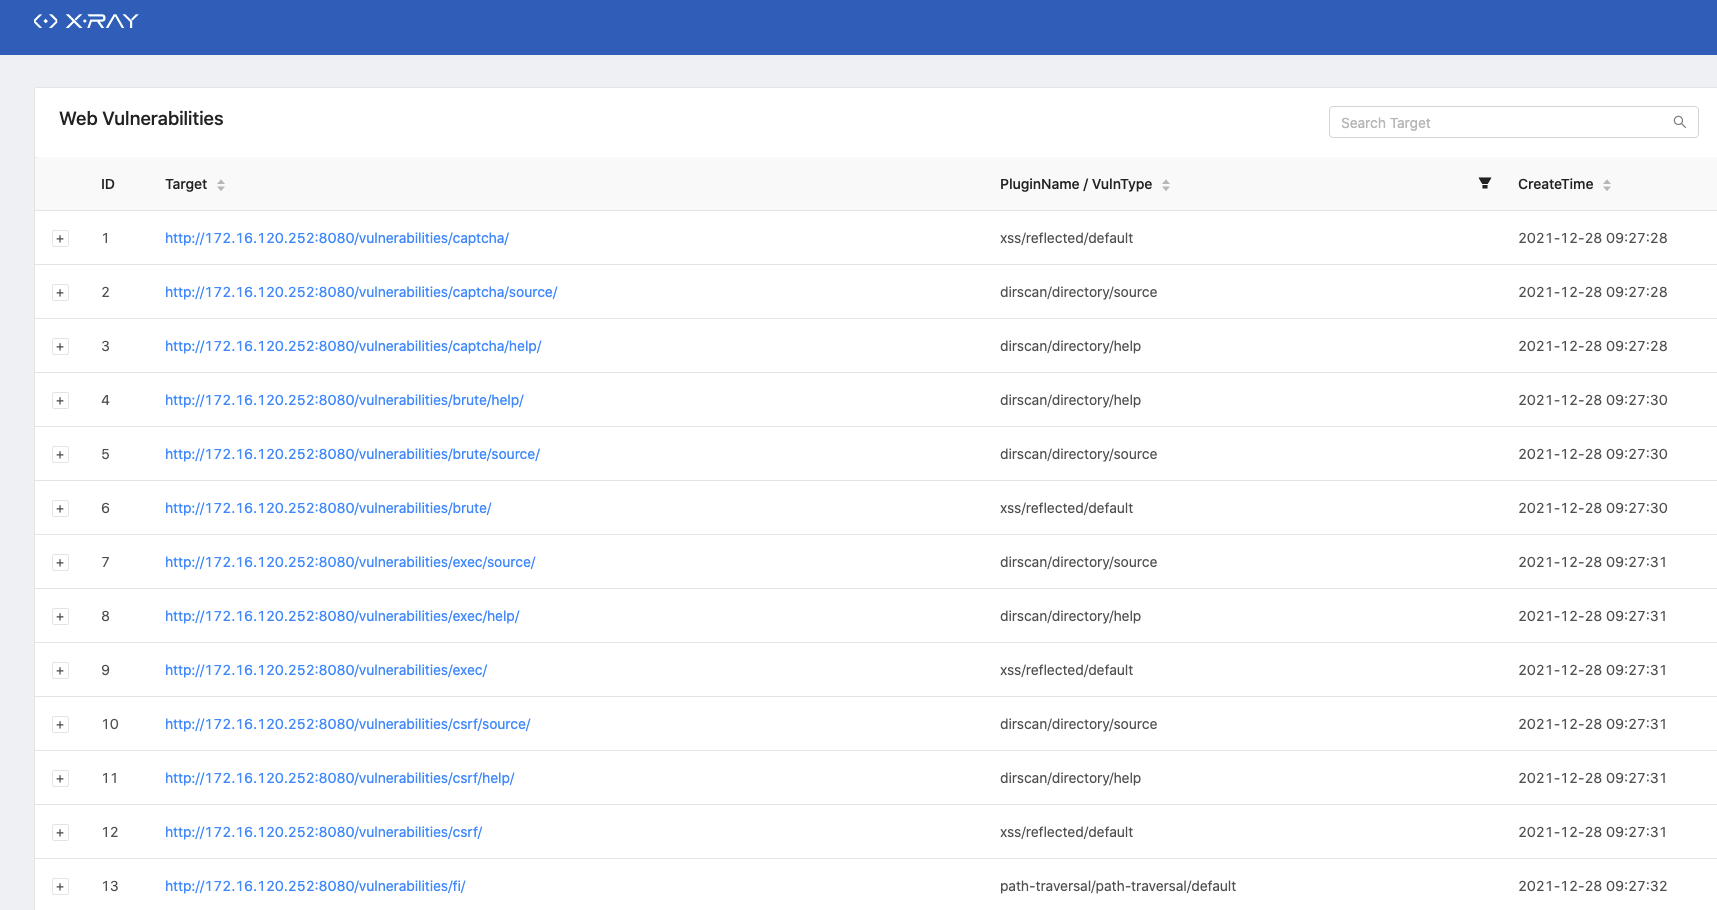 X-RAY
Web Vulnerabilities
Search Target
ID Target PluginName / VulnType CreateTime
1 http://172.16.120.252:8080/vulnerabilities/captcha/ xss/reflected/default 2021-12-28 09:27:28
2 http://172.16.120.252:8080/vulnerabilities/captcha/source/ dirscan/directory/source 2021-12-28 09:27:28
3 http://172.16.120.252:8080/vulnerabilities/captcha/help/ dirscan/directory/help 2021-12-28 09:27:28
4 http://172.16.120.252:8080/vulnerabilities/brute/help/ dirscan/directory/help 2021-12-28 09:27:30
5 http://172.16.120.252:8080/vulnerabilities/brute/source/ dirscan/directory/source 2021-12-28 09:27:30
6 http://172.16.120.252:8080/vulnerabilities/brute/ xss/reflected/default 2021-12-28 09:27:30
7 http://172.16.120.252:8080/vulnerabilities/exec/source/ dirscan/directory/source 2021-12-28 09:27:31
8 http://172.16.120.252:8080/vulnerabilities/exec/help/ dirscan/directory/help 2021-12-28 09:27:31
9 http://172.16.120.252:8080/vulnerabilities/exec/ xss/reflected/default 2021-12-28 09:27:31
10 http://172.16.120.252:8080/vulnerabilities/csrf/source/ dirscan/directory/source 2021-12-28 09:27:31
11 http://172.16.120.252:8080/vulnerabilities/csrf/help/ dirscan/directory/help 2021-12-28 09:27:31
12 http://172.16.120.252:8080/vulnerabilities/csrf/ xss/reflected/default 2021-12-28 09:27:31
13 http://172.16.120.252:8080/vulnerabilities/fi/ path-traversal/path-traversal/default 2021-12-28 09:27:32